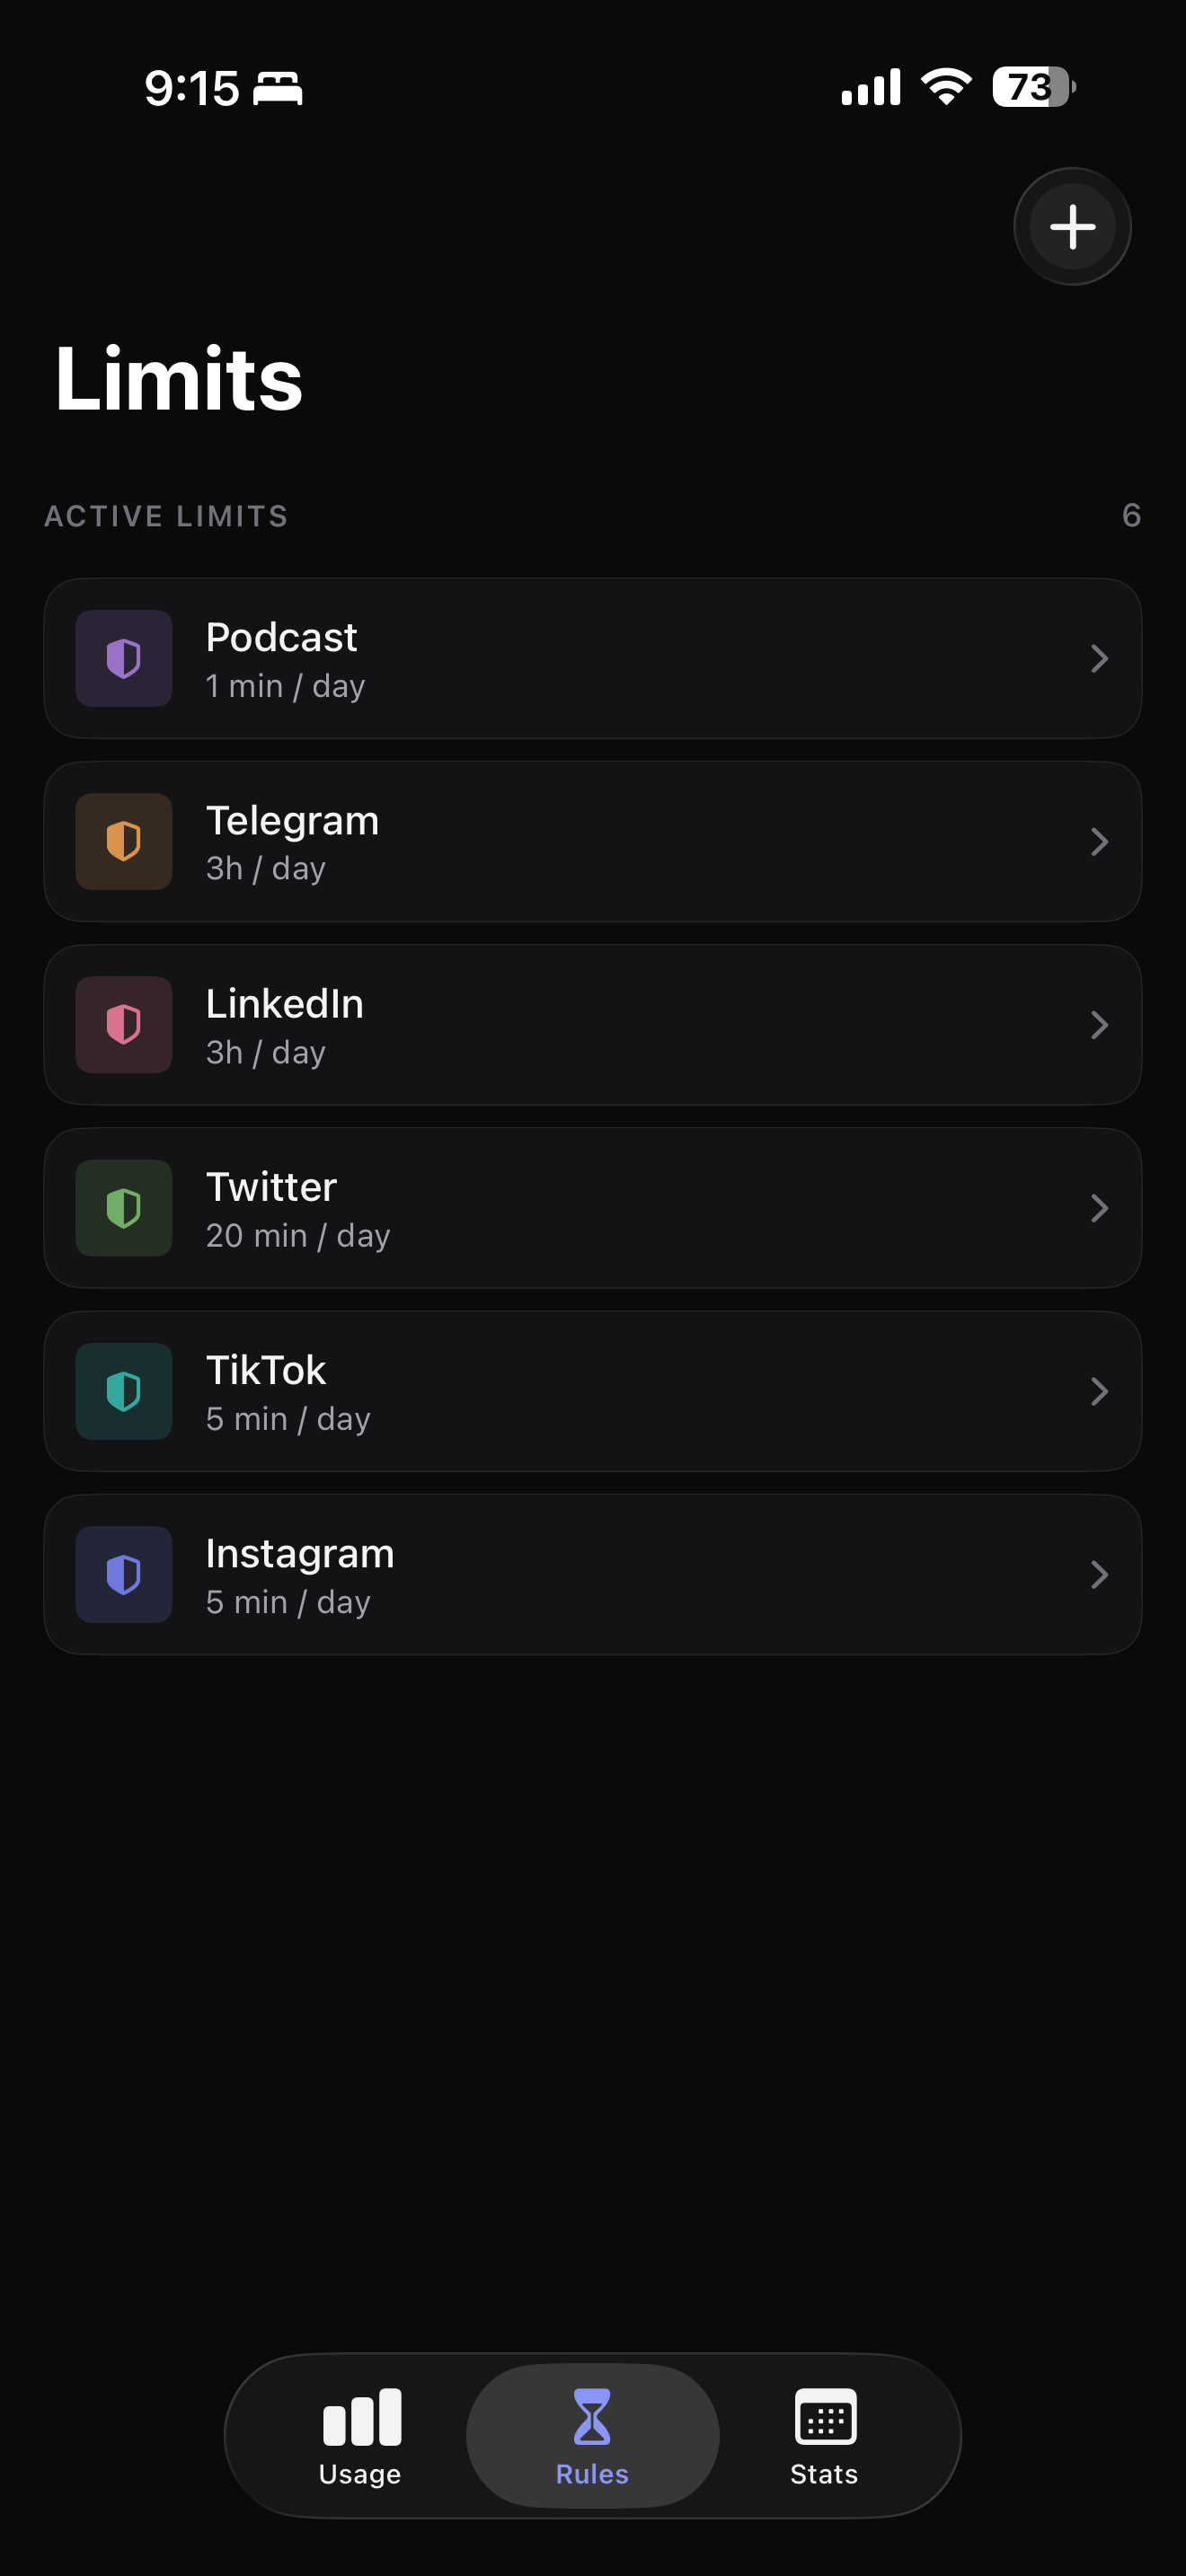 9:15
73
Limits
ACTIVE LIMITS
6
Podcast
1 min / day
Telegram
3h / day
LinkedIn
3h / day
Twitter
20 min / day
TikTok
5 min / day
Instagram
5 min / day
Usage
Rules
Stats